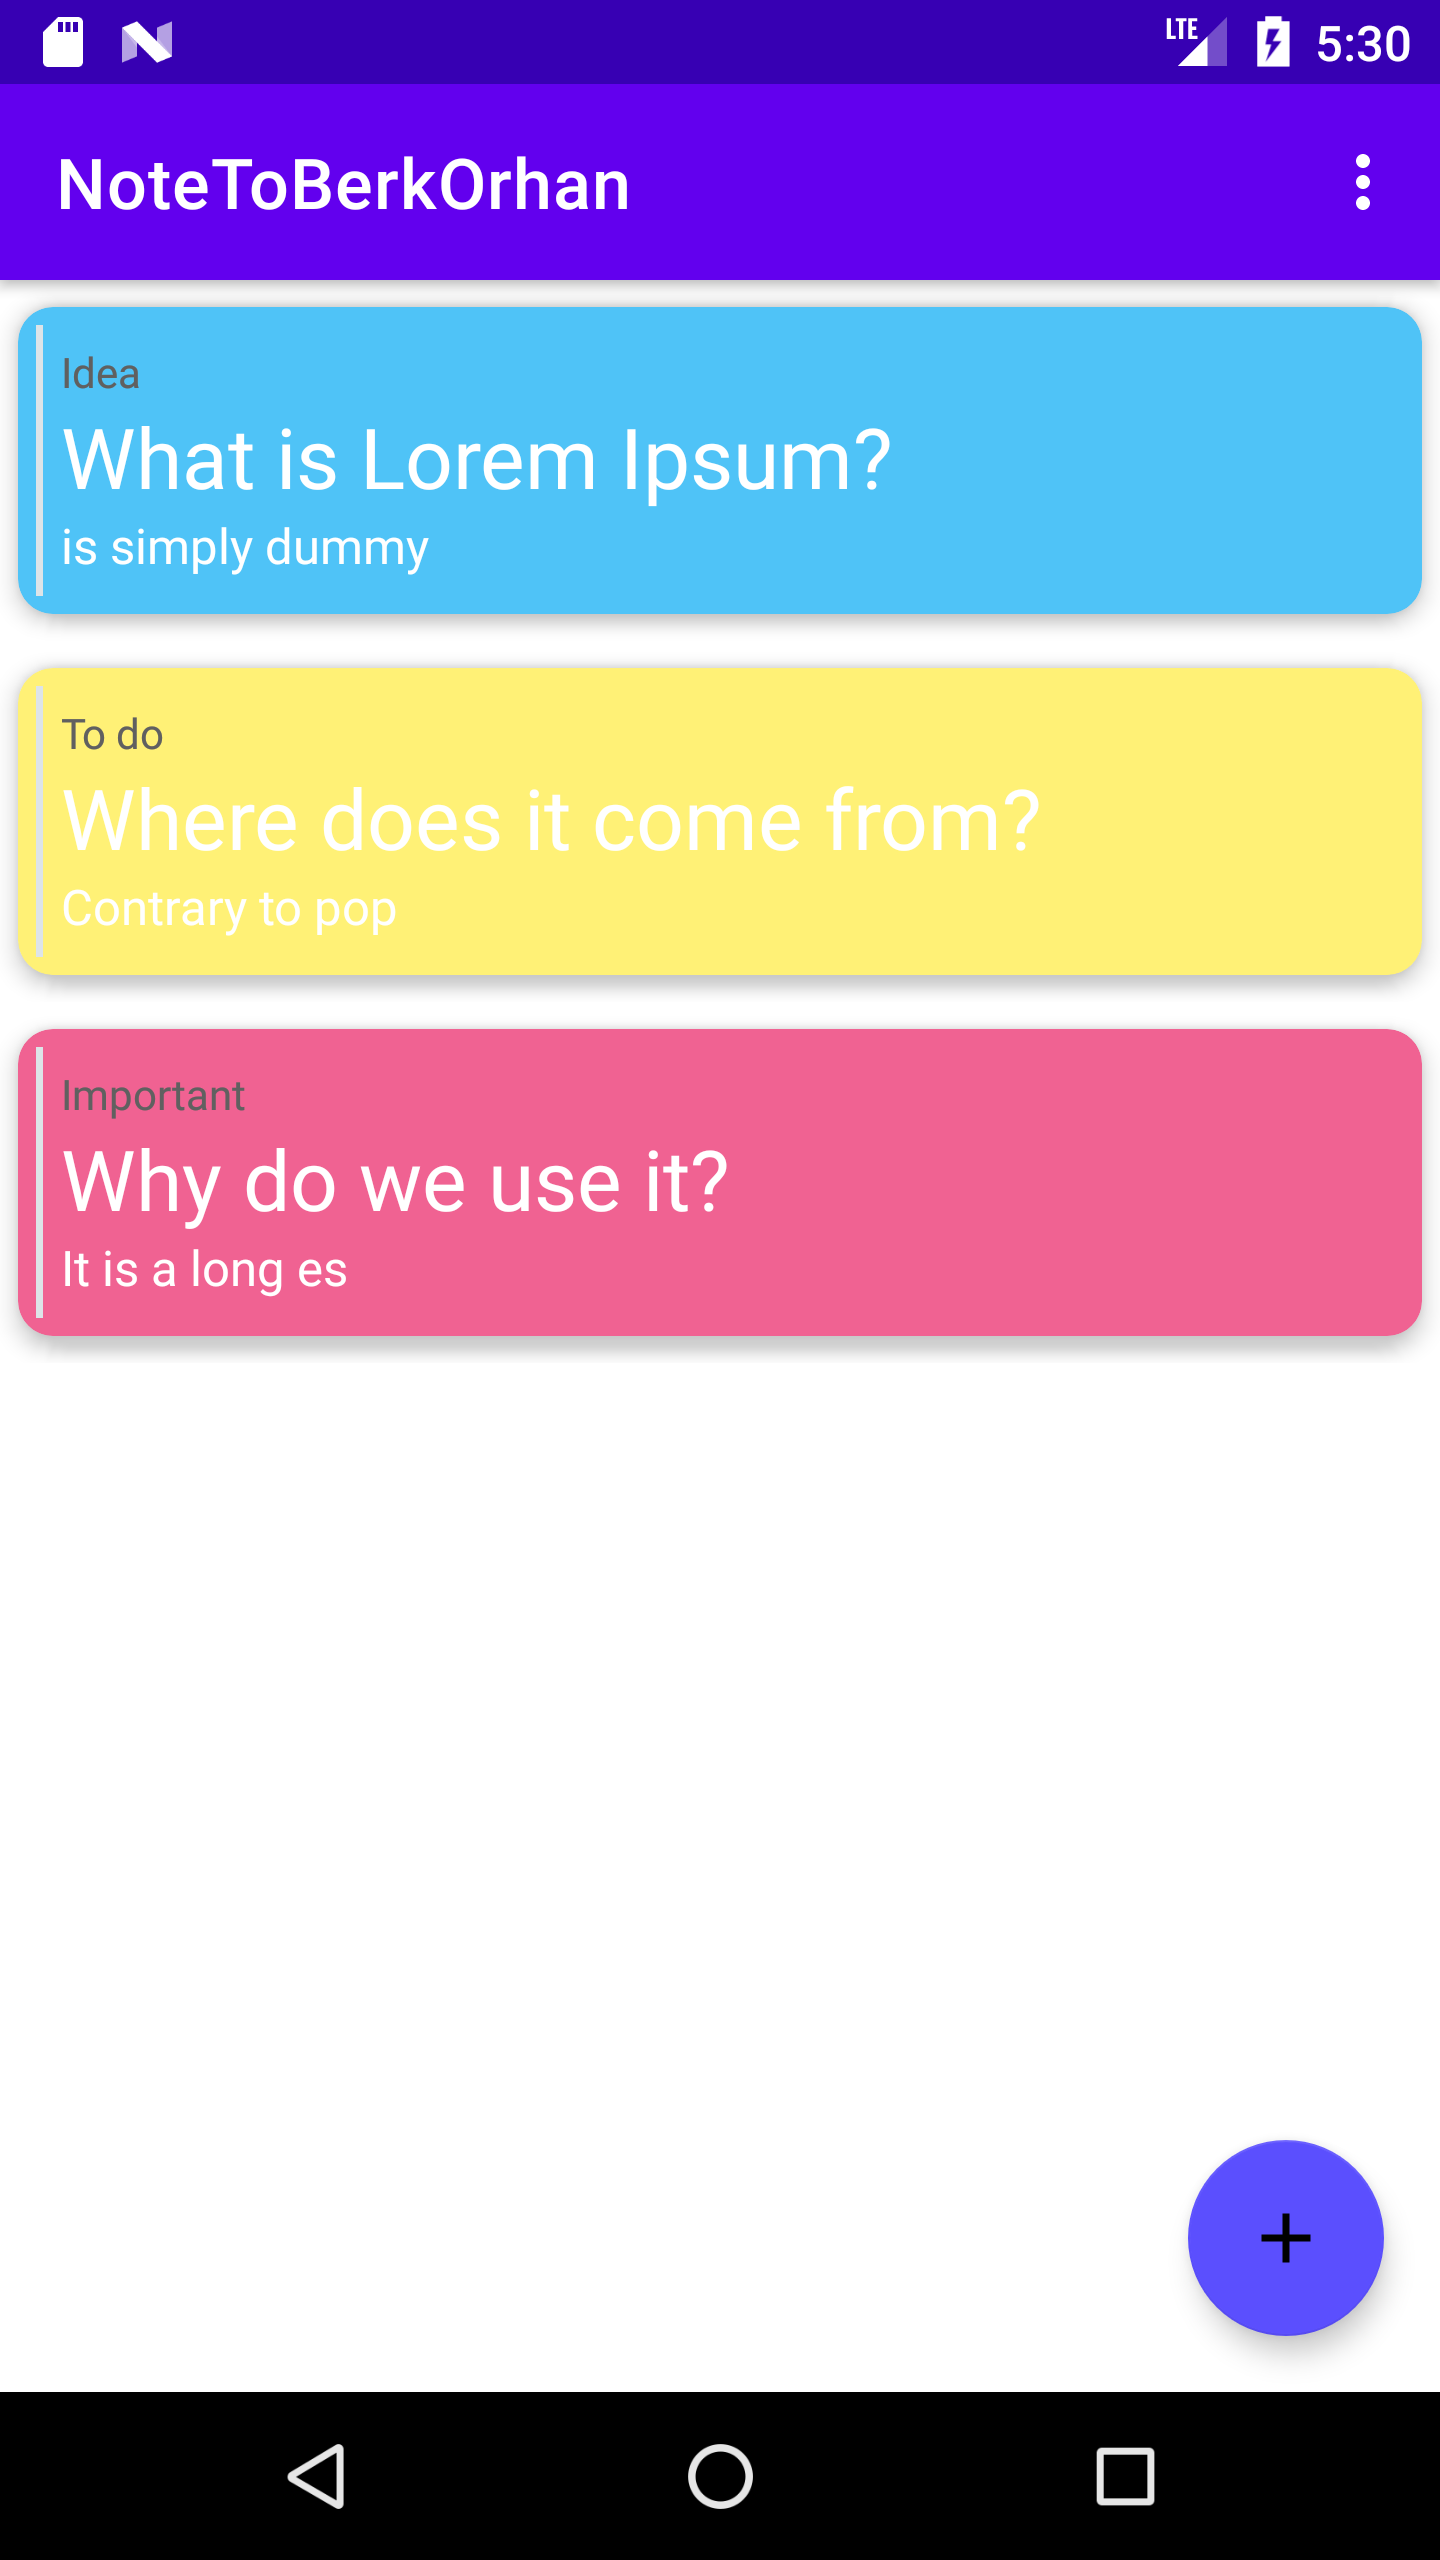 LTE 5:30
NoteToBerkOrhan
Idea
What is Lorem Ipsum?
is simply dummy
To do
Where does it come from?
Contrary to pop
Important
Why do we use it?
It is a long es